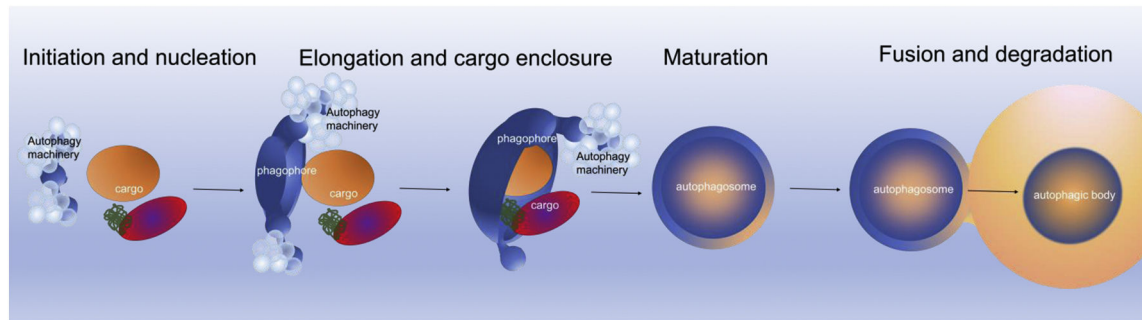 Initiation and nucleation
Elongation and cargo enclosure
Maturation
Fusion and degradation
Autophagy
machinery
cargo
Autophagy
machinery
phagophore
cargo
phagophore
Autophagy
machinery
cargo
autophagosome
autophagosome
autophagic body